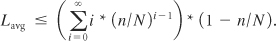 L_avg ≤ (∑_{i=0}^{∞} i * (n/N)^{i−1}) * (1 − n/N).